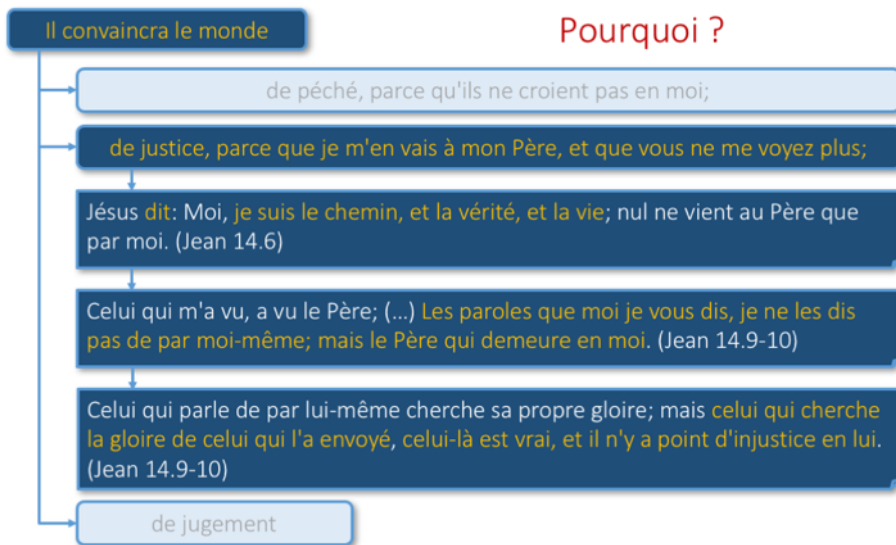 Il convaincra le monde
Pourquoi ?
de péché, parce qu'ils ne croient pas en moi;
de justice, parce que je m'en vais à mon Père, et que vous ne me voyez plus;
Jésus dit: Moi, je suis le chemin, et la vérité, et la vie; nul ne vient au Père que
par moi. (Jean 14.6)
Celui qui m'a vu, a vu le Père; (...) Les paroles que moi je vous dis, je ne les dis
pas de par moi-même; mais le Père qui demeure en moi. (Jean 14.9-10)
Celui qui parle de par lui-même cherche sa propre gloire; mais celui qui cherche
la gloire de celui qui l'a envoyé, celui-là est vrai, et il n'y a point d'injustice en lui.
(Jean 14.9-10)
de jugement